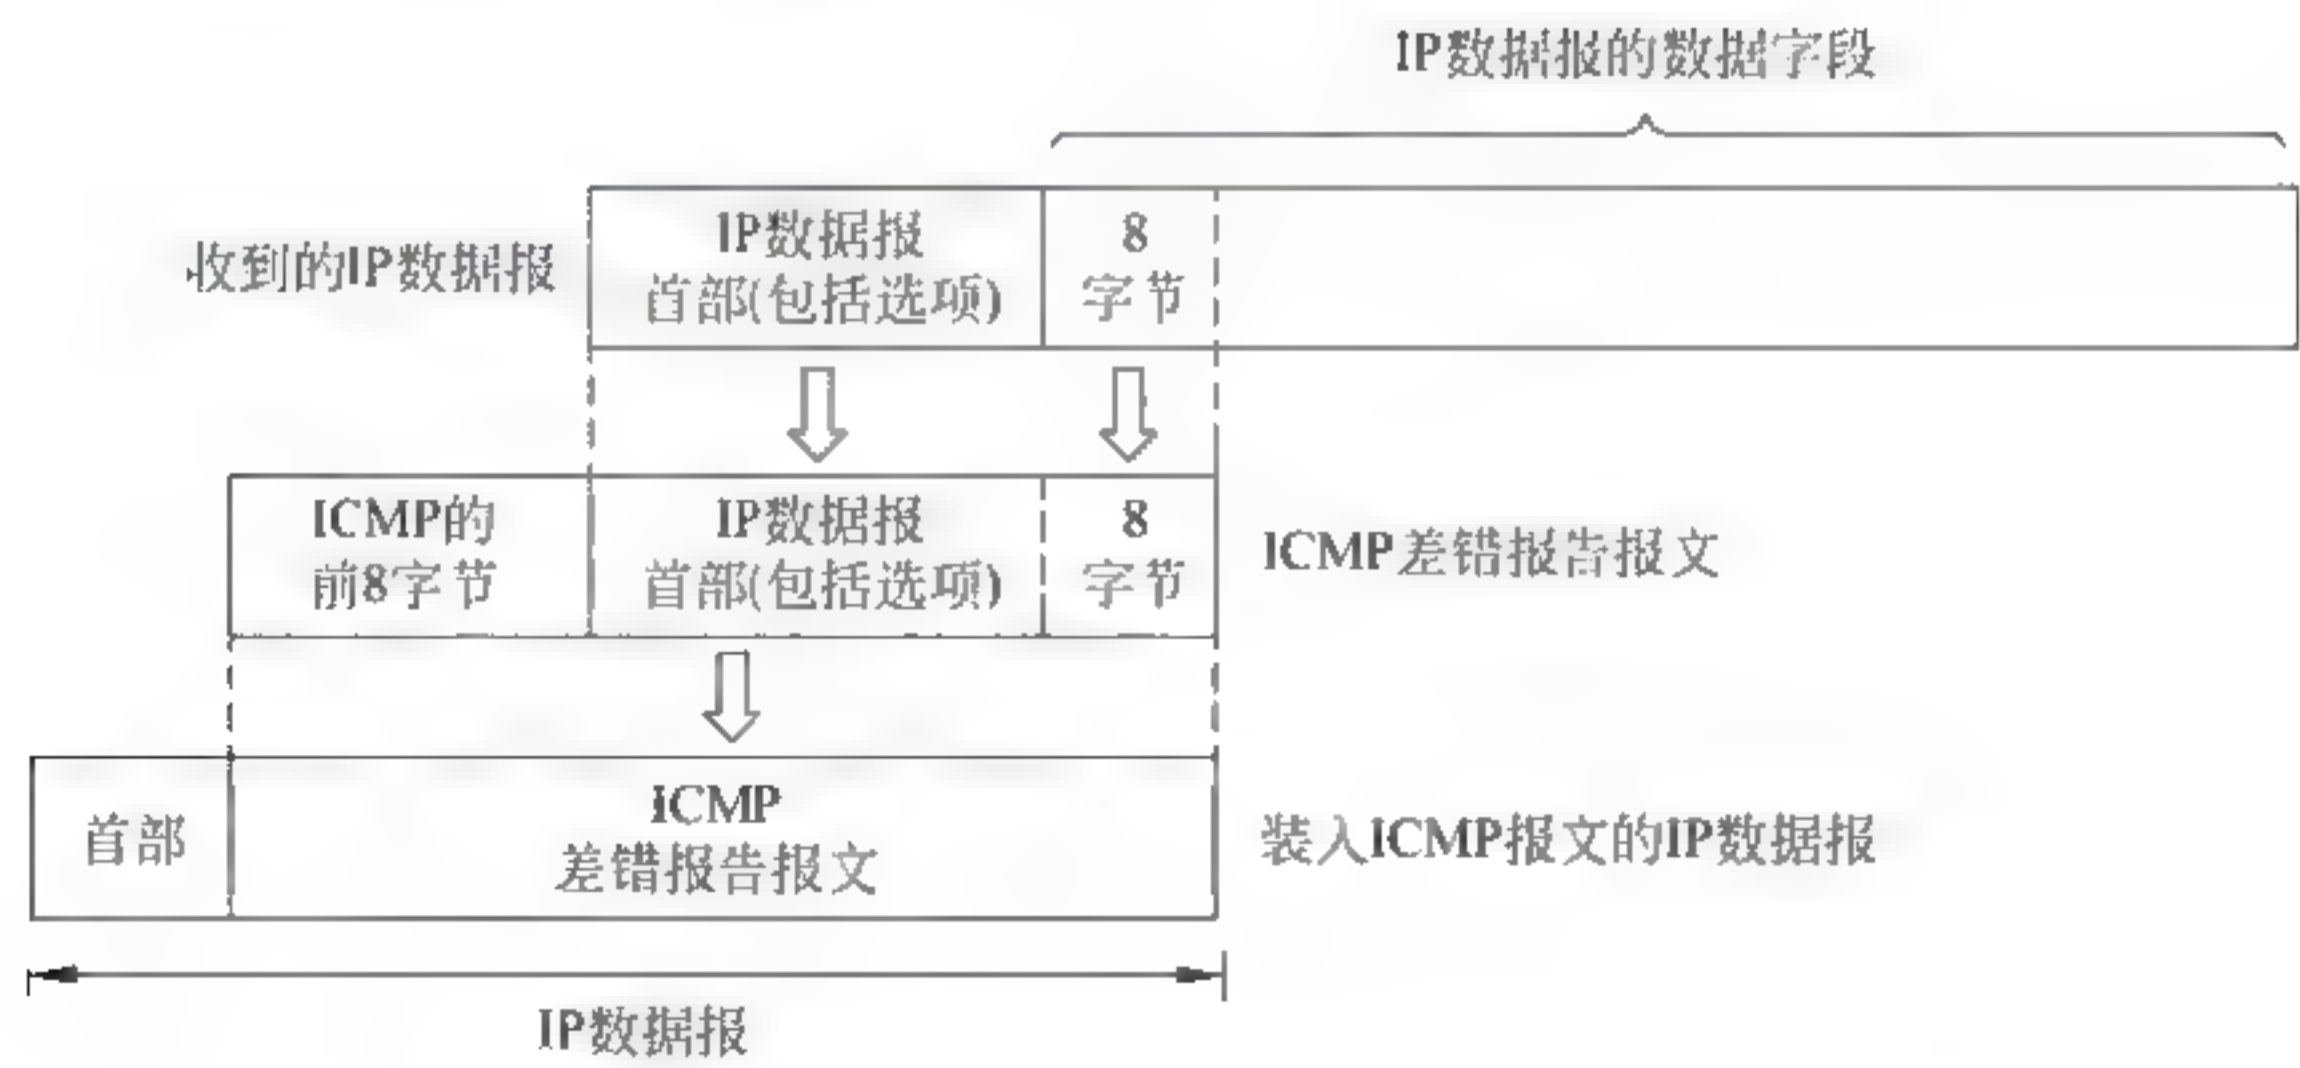 IP数据报的数据字段
收到的IP数据报
IP数据报
首部(包括选项)
8
字节
ICMP的
前8字节
IP数据报
首部(包括选项)
8
字节
ICMP差错报告报文
首部
ICMP
差错报告报文
装入ICMP报文的IP数据报
IP数据报